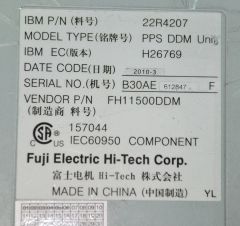 IBM P/N (料号) 22R4207
MODEL TYPE(铭牌号) PPS DDM Unit
IBM EC(版本) H26769
DATE CODE(日期) 2010-3
SERIAL NO.(机号) B30AE 612847 F
VENDOR P/N FH11500DDM
(制造商 料号)
157044
IEC60950 COMPONENT
Fuji Electric Hi-Tech Corp.
富士电机 Hi-Tech 株式会社
MADE IN CHINA (中国制造) YL